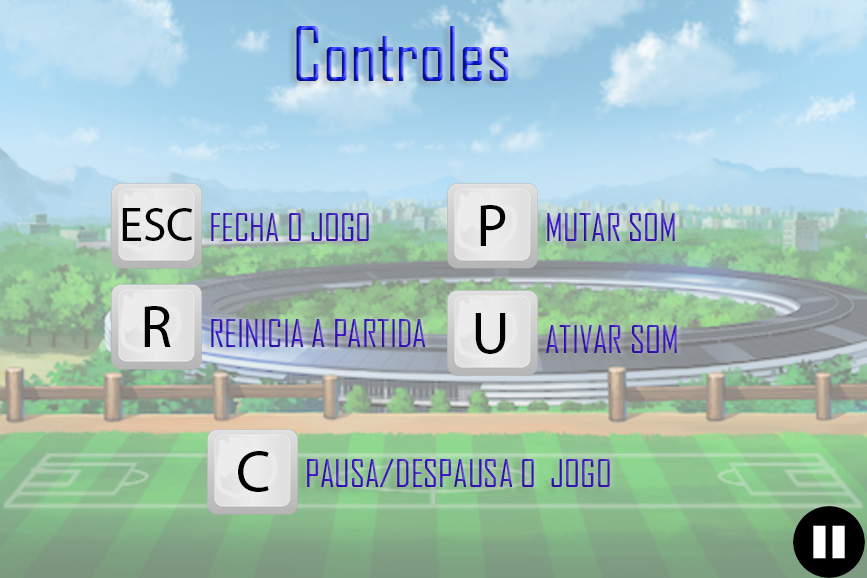 Controles
ESC FECHA O JOGO
P MUTAR SOM
R REINICIA A PARTIDA
U ATIVAR SOM
C PAUSA/DESPAUSA O JOGO